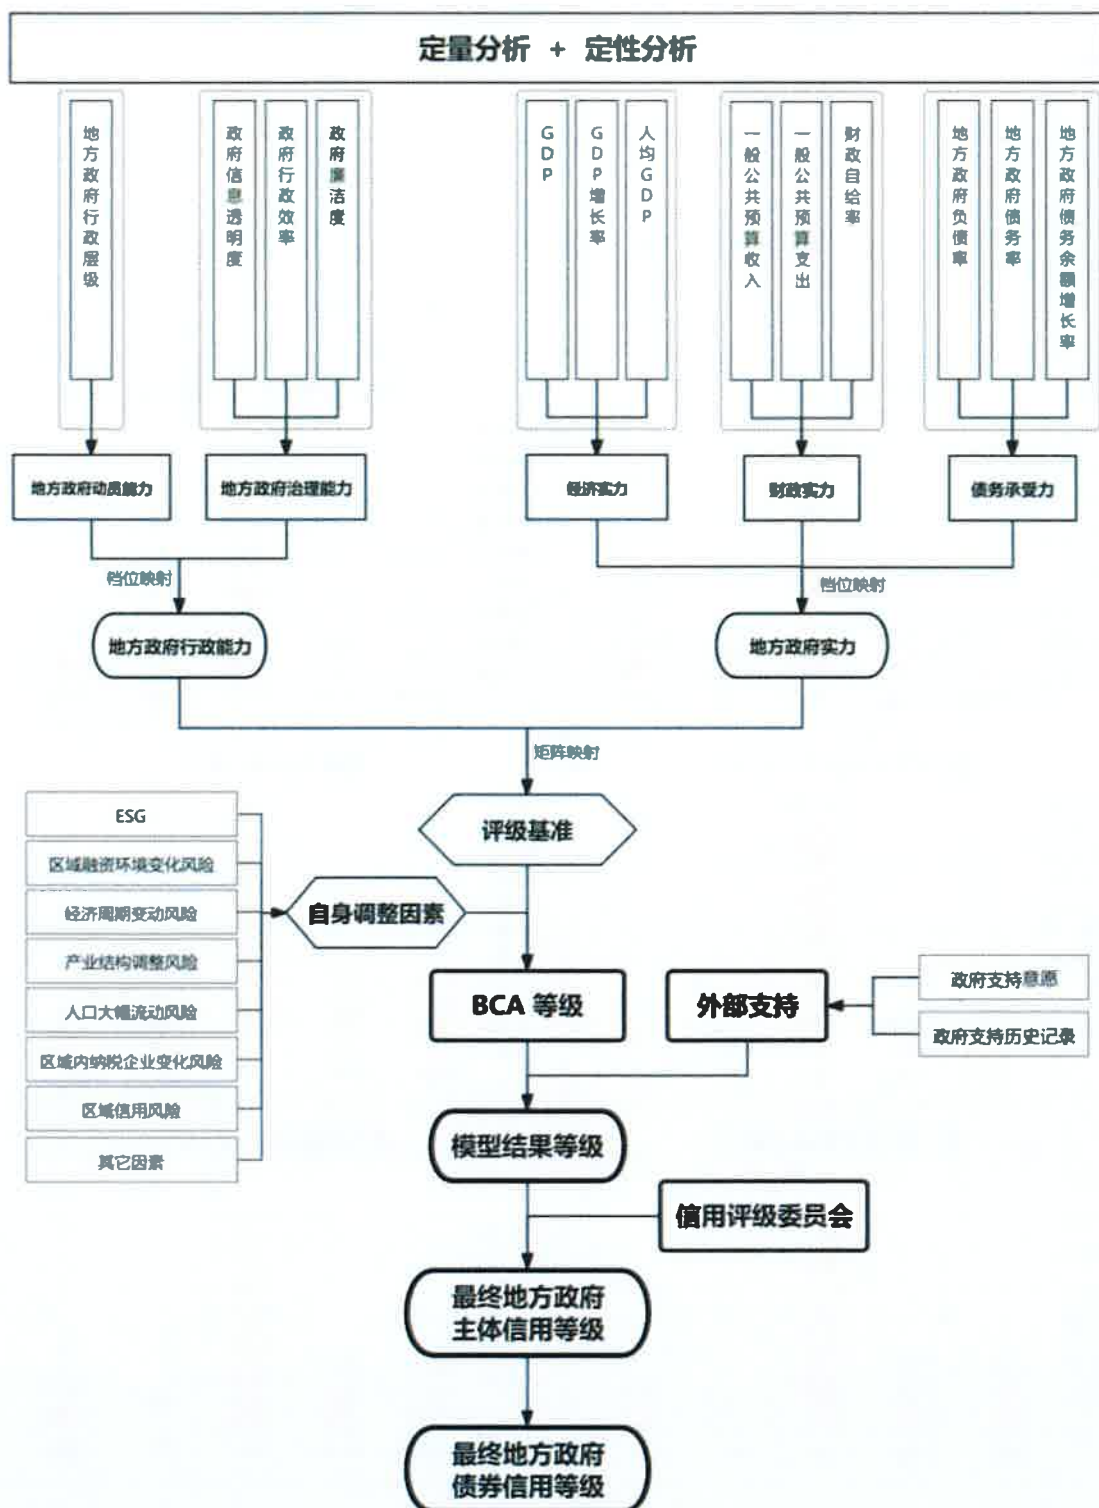 定量分析 + 定性分析
地方政府行政层级
政府信息透明度
政府行政效率
政府廉洁度
GDP
GDP增长率
人均GDP
一般公共预算收入
一般公共预算支出
财政自给率
地方政府负债率
地方政府债务率
地方政府债务余额增长率
地方政府动员能力
地方政府治理能力
经济实力
财政实力
债务承受力
档位映射
档位映射
地方政府行政能力
地方政府实力
矩阵映射
评级基准
ESG
区域融资环境变化风险
经济周期变动风险
产业结构调整风险
人口大幅流动风险
区域内纳税企业变化风险
区域信用风险
其它因素
自身调整因素
BCA 等级
外部支持
政府支持意愿
政府支持历史记录
模型结果等级
信用评级委员会
最终地方政府
主体信用等级
最终地方政府
债券信用等级